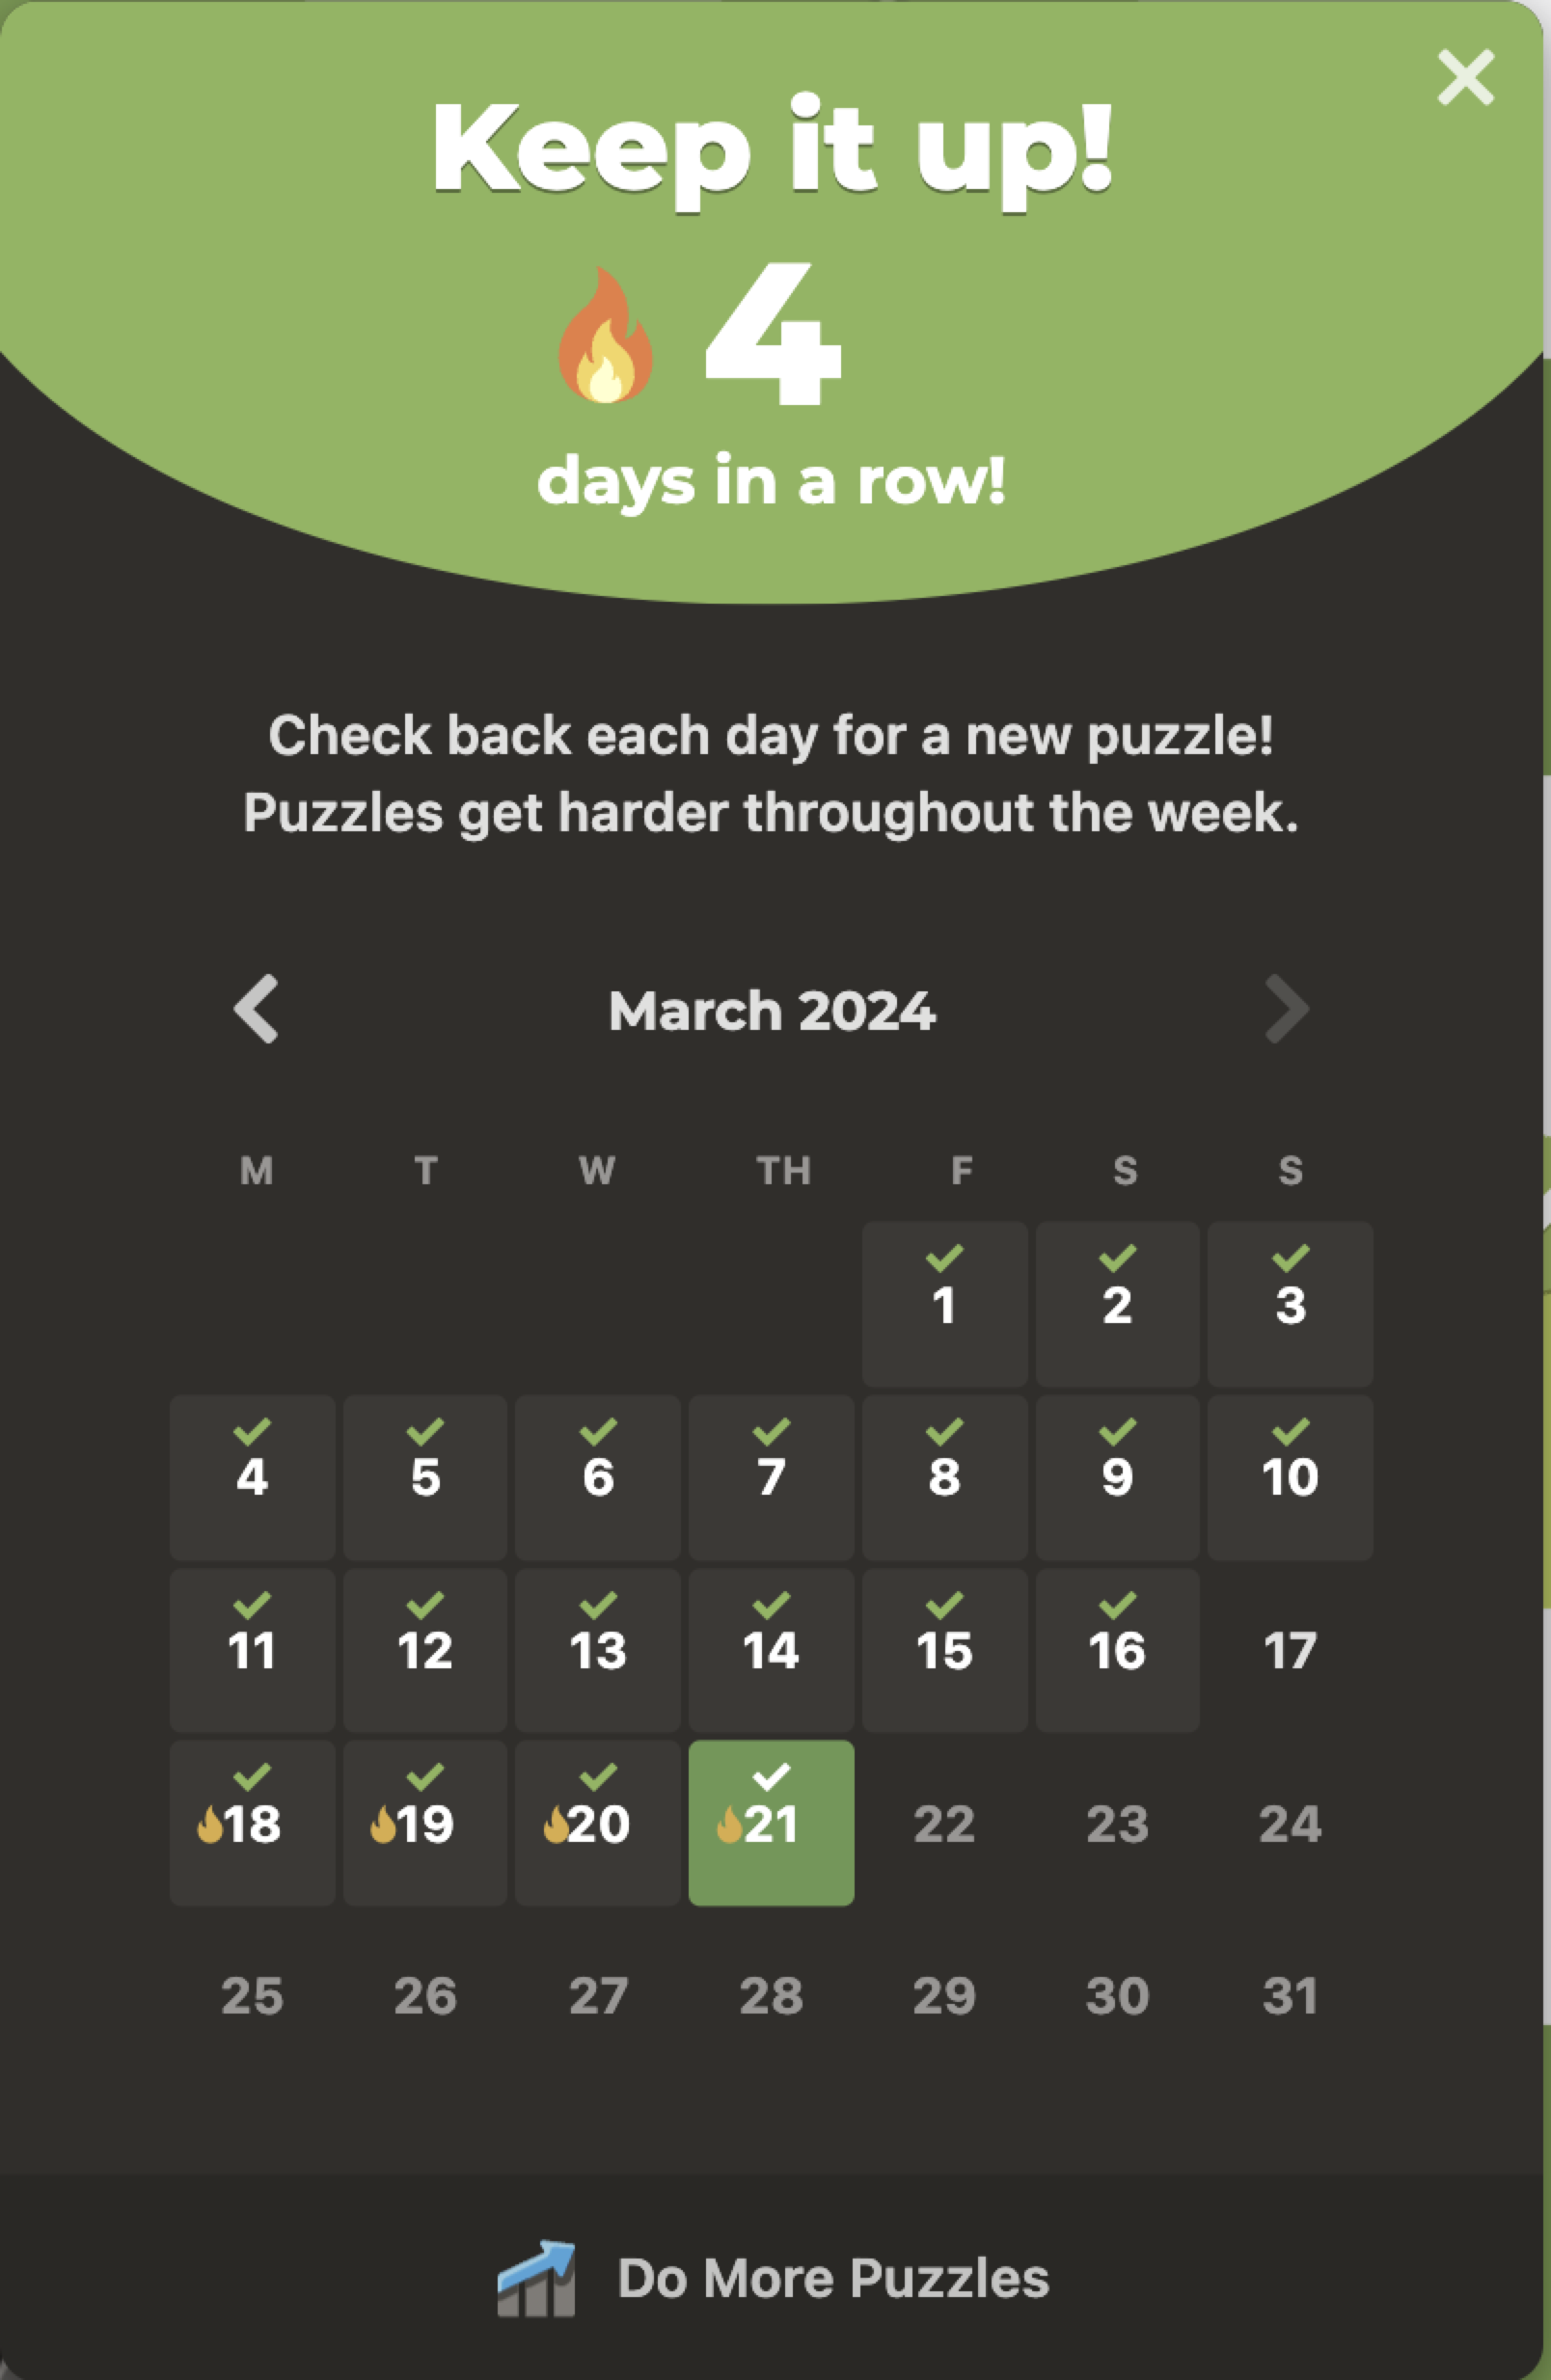 Keep it up!
4
days in a row!
Check back each day for a new puzzle!
Puzzles get harder throughout the week.
March 2024
M T W TH F S S
1 2 3
4 5 6 7 8 9 10
11 12 13 14 15 16 17
18 19 20 21 22 23 24
25 26 27 28 29 30 31
Do More Puzzles